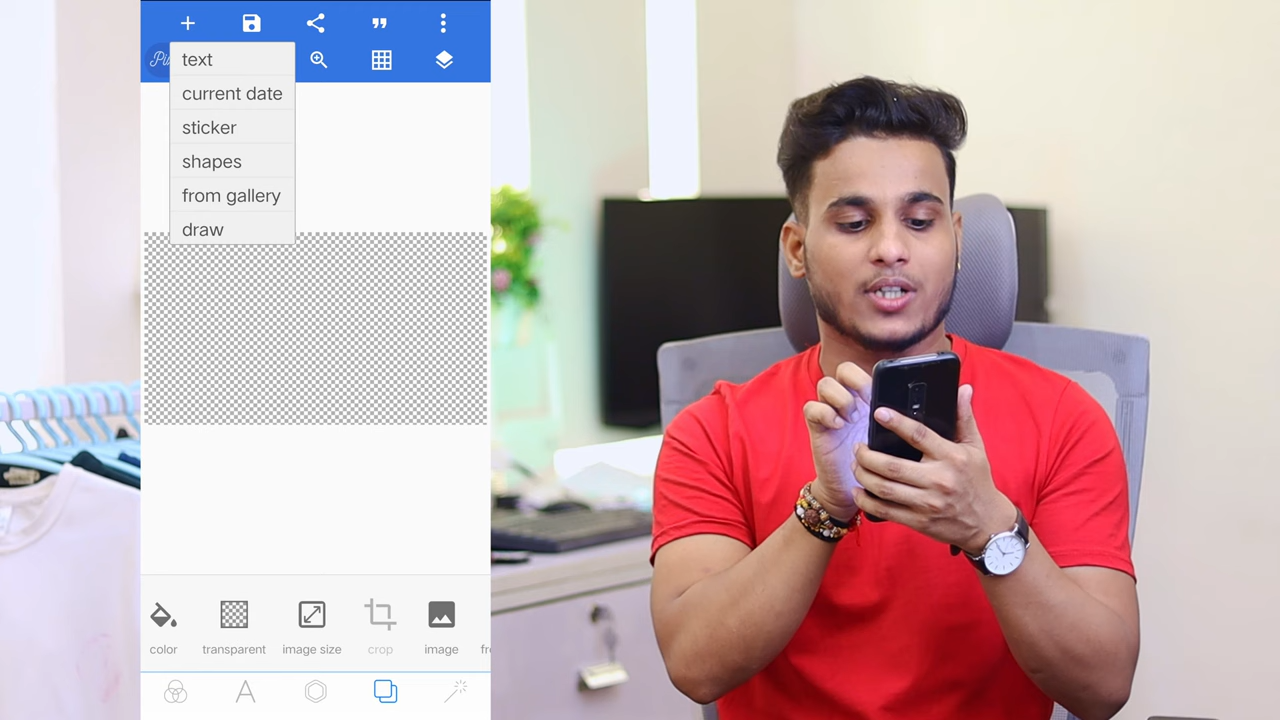 text
current date
sticker
shapes
from gallery
draw
color
transparent
image size
crop
image